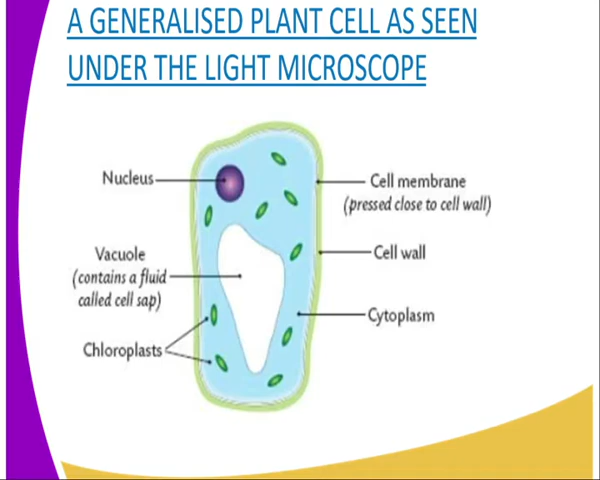 A GENERALISED PLANT CELL AS SEEN
UNDER THE LIGHT MICROSCOPE
Nucleus
Cell membrane
(pressed close to cell wall)
Vacuole
(contains a fluid
called cell sap)
Cell wall
Cytoplasm
Chloroplasts